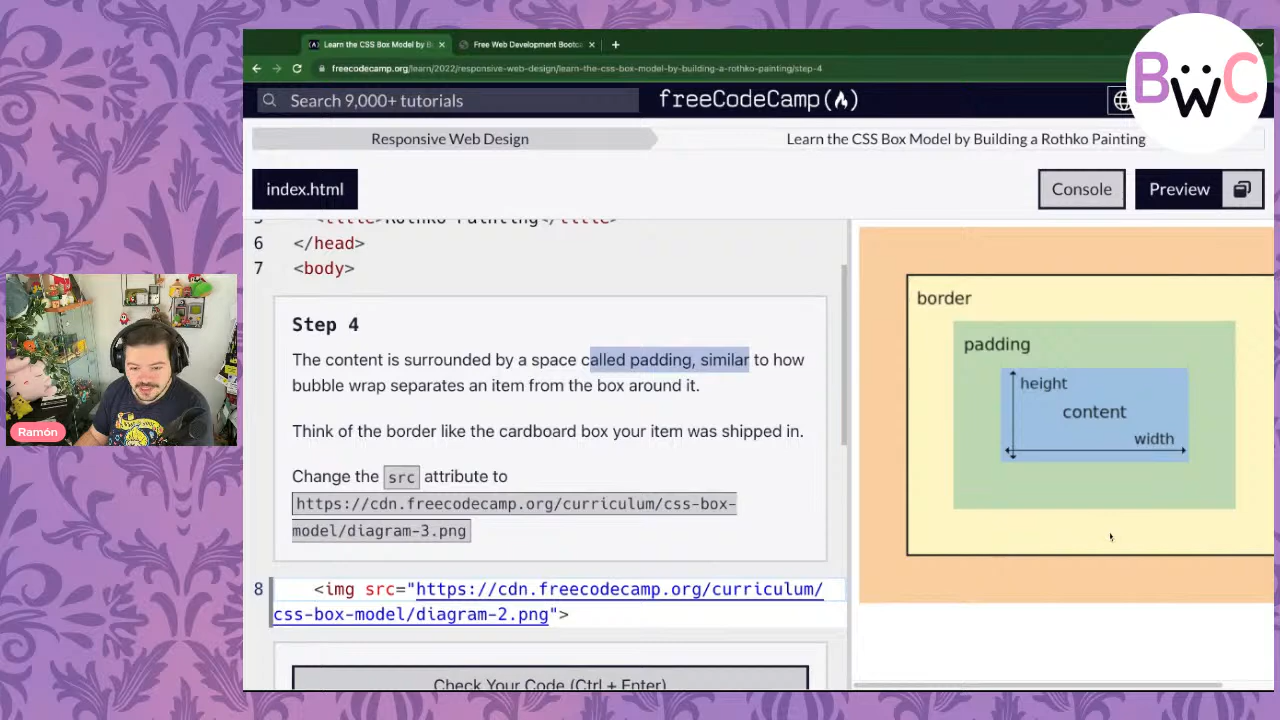 Learn the CSS Box Model by B
Free Web Development Bootc
freecodecamp.org/learn/2022/responsive-web-design/learn-the-css-box-model-by-building-a-rothko-painting/step-4
BWC
Search 9,000+ tutorials
freeCodeCamp
Responsive Web Design
Learn the CSS Box Model by Building a Rothko Painting
index.html
Console
Preview
5 <title>Rothko Painting</title>
6 </head>
7 <body>
Step 4
The content is surrounded by a space called padding, similar to how
bubble wrap separates an item from the box around it.
Think of the border like the cardboard box your item was shipped in.
Change the src attribute to
https://cdn.freecodecamp.org/curriculum/css-box-
model/diagram-3.png
8 <img src="https://cdn.freecodecamp.org/curriculum/
css-box-model/diagram-2.png">
Check Your Code (Ctrl + Enter)
border
padding
height
content
width
Ramón